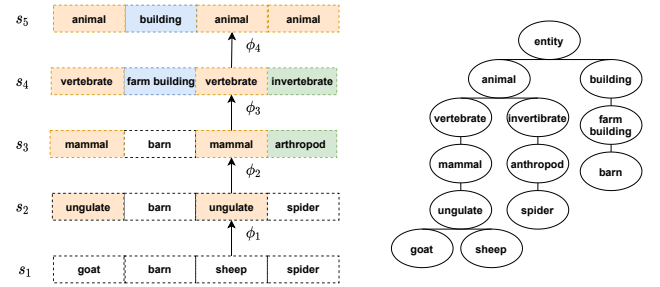 s5 animal building animal animal
ϕ4
s4 vertebrate farm building vertebrate invertebrate
ϕ3
s3 mammal barn mammal arthropod
ϕ2
s2 ungulate barn ungulate spider
ϕ1
s1 goat barn sheep spider
entity
animal building
vertebrate invertibrate farm
building
mammal anthropod barn
ungulate spider
goat sheep